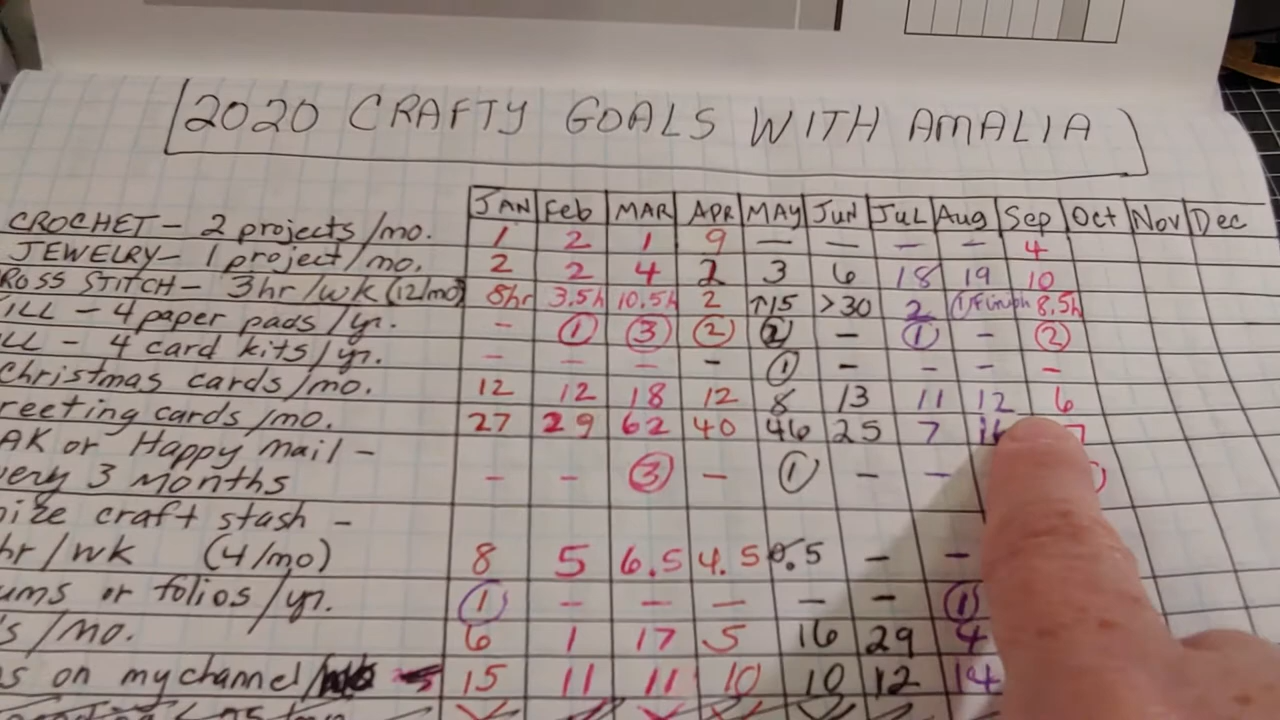 2020 CRAFTY GOALS WITH AMALIA
JAN Feb MAR APR MAY Jun Jul Aug Sep Oct Nov Dec
CROCHET - 2 projects/mo. 1 2 1 9 — — — — 4
JEWELRY - 1 project/mo. 2 2 4 2 3 6 18 19 10
ROSS STITCH - 3hr/wk (12/mo) 8hr 3.5h 10.5h 2 ↑15 >30 2 1 Finish 8.5h
ILL - 4 paper pads/yr. - 1 3 2 2 - 1 - 2
LL - 4 card kits/yr. - - - - 1 - - - -
Christmas cards/mo. 12 12 18 12 8 13 11 12 6
reeting cards/mo. 27 29 62 40 46 25 7
AK or Happy Mail -
ery 3 months - - 3 - 1 - -
ize craft stash -
hr/wk (4/mo) 8 5 6.5 4.5 0.5 - -
ums or folios/yr. 1 - - - - - 1
s/mo. 6 1 17 5 16 29 4
s on my channel/ 15 11 11 10 10 12 14